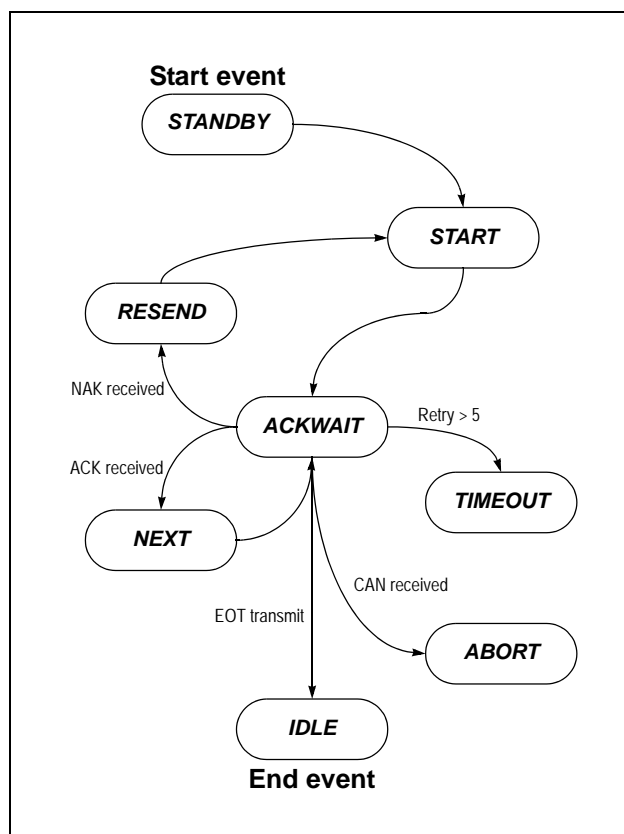 Start event
STANDBY
START
RESEND
NAK received
ACKWAIT
Retry > 5
ACK received
TIMEOUT
NEXT
CAN received
EOT transmit
ABORT
IDLE
End event